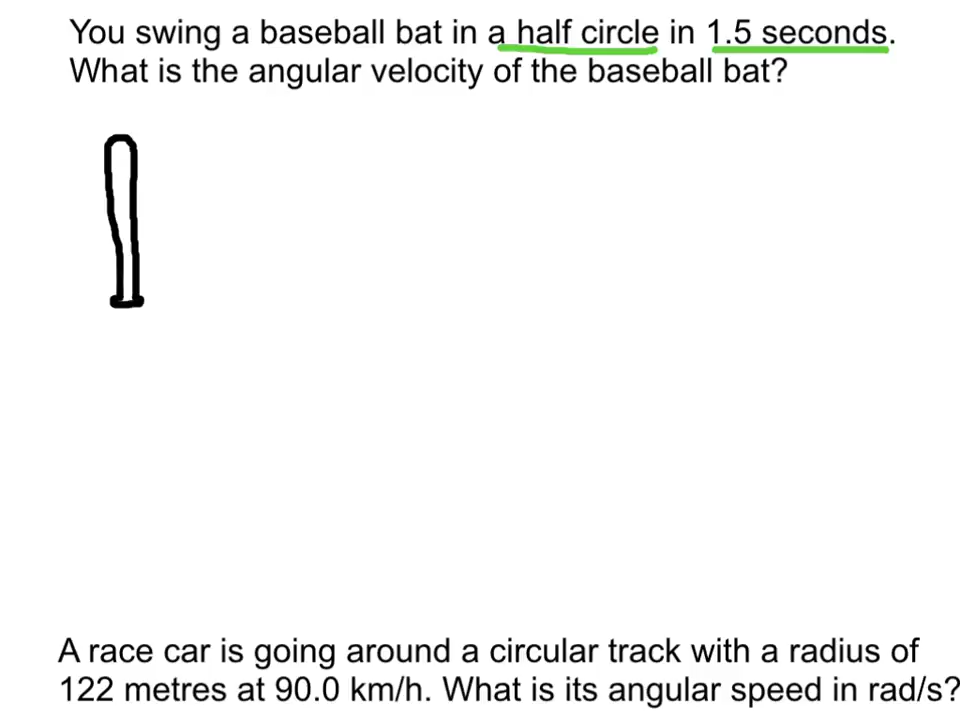 You swing a baseball bat in a half circle in 1.5 seconds.
What is the angular velocity of the baseball bat?
A race car is going around a circular track with a radius of
122 metres at 90.0 km/h. What is its angular speed in rad/s?